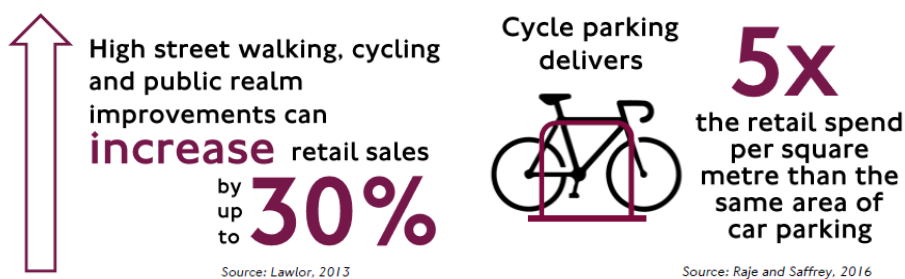 High street walking, cycling
and public realm
improvements can
increase retail sales
by
up
to 30%
Source: Lawlor, 2013
Cycle parking
delivers
5x
the retail spend
per square
metre than the
same area of
car parking
Source: Raje and Saffrey, 2016